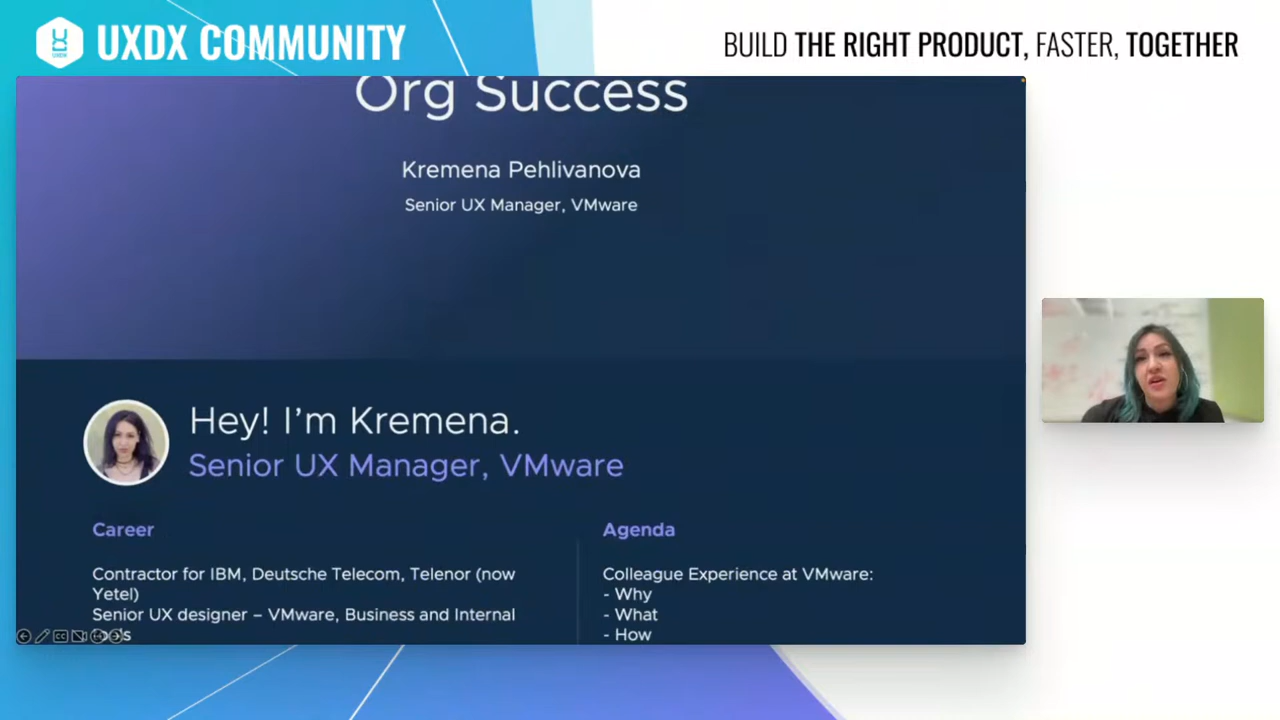 UXDX COMMUNITY
BUILD THE RIGHT PRODUCT, FASTER, TOGETHER
UXDX
Org Success
Kremena Pehlivanova
Senior UX Manager, VMware
Hey! I'm Kremena.
Senior UX Manager, VMware
Career
Contractor for IBM, Deutsche Telecom, Telenor (now
Yetel)
Senior UX designer – VMware, Business and Internal
Agenda
Colleague Experience at VMware:
- Why
- What
- How